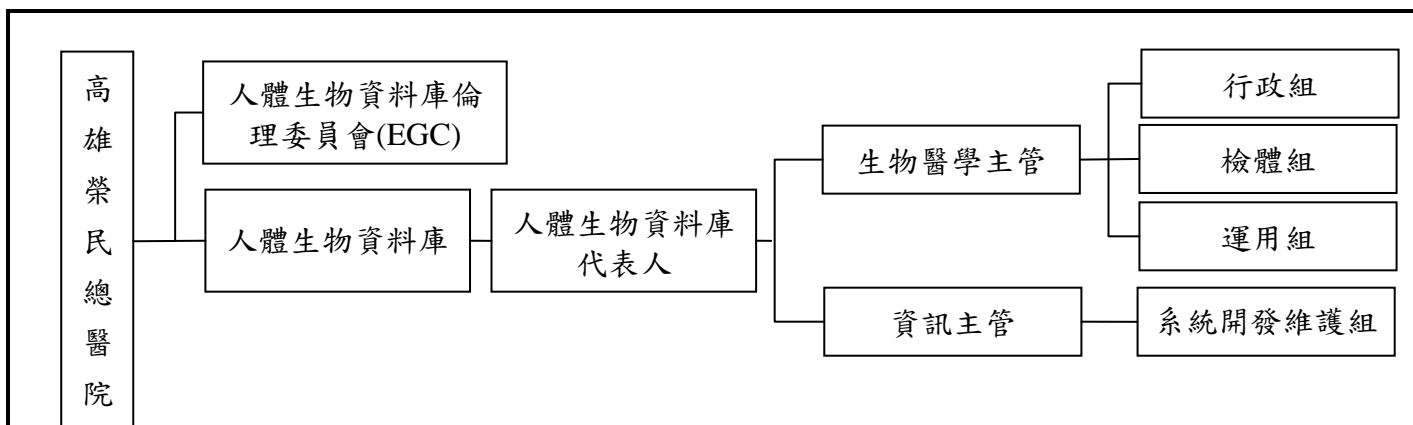 高雄榮民總醫院
人體生物資料庫倫
理委員會(EGC)
人體生物資料庫
人體生物資料庫
代表人
生物醫學主管
行政組
檢體組
運用組
資訊主管
系統開發維護組